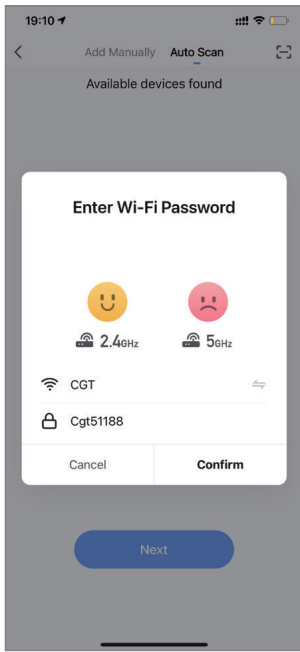 19:10
Add Manually Auto Scan
Available devices found
Enter Wi-Fi Password
2.4GHz 5GHz
CGT
Cgt51188
Cancel Confirm
Next